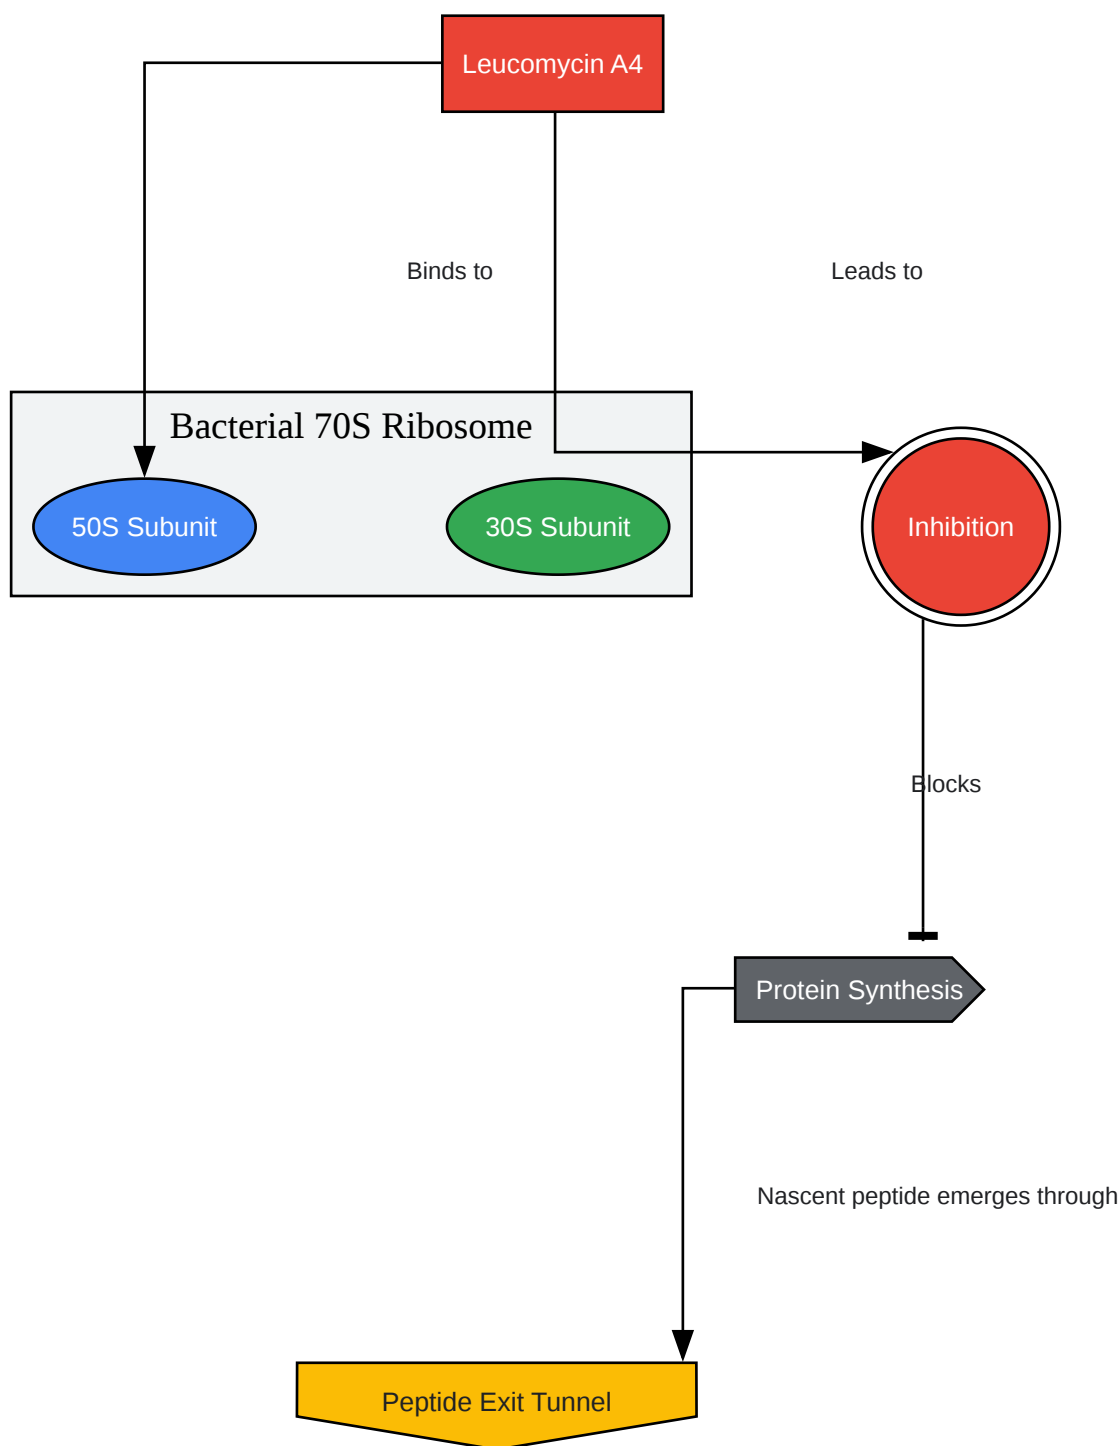 Leucomycin A4
Binds to
Leads to
Bacterial 70S Ribosome
50S Subunit
30S Subunit
Inhibition
Blocks
Protein Synthesis
Nascent peptide emerges through
Peptide Exit Tunnel